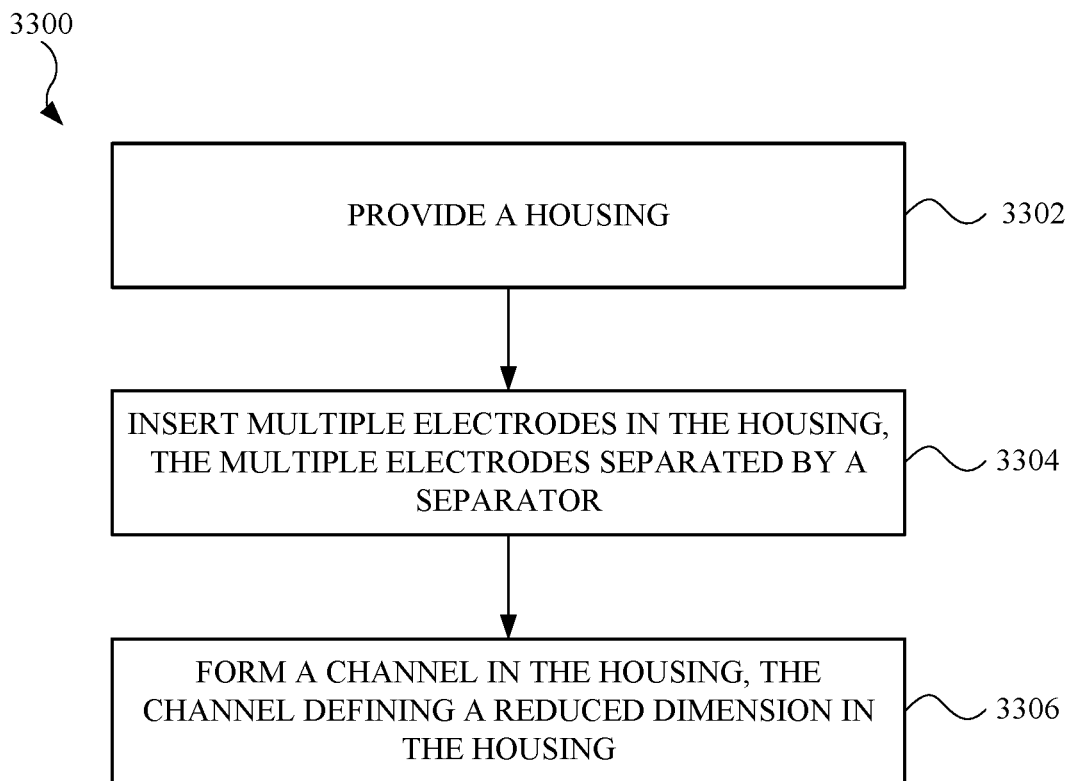 3300
PROVIDE A HOUSING
3302
INSERT MULTIPLE ELECTRODES IN THE HOUSING,
THE MULTIPLE ELECTRODES SEPARATED BY A
SEPARATOR
3304
FORM A CHANNEL IN THE HOUSING, THE
CHANNEL DEFINING A REDUCED DIMENSION IN
THE HOUSING
3306